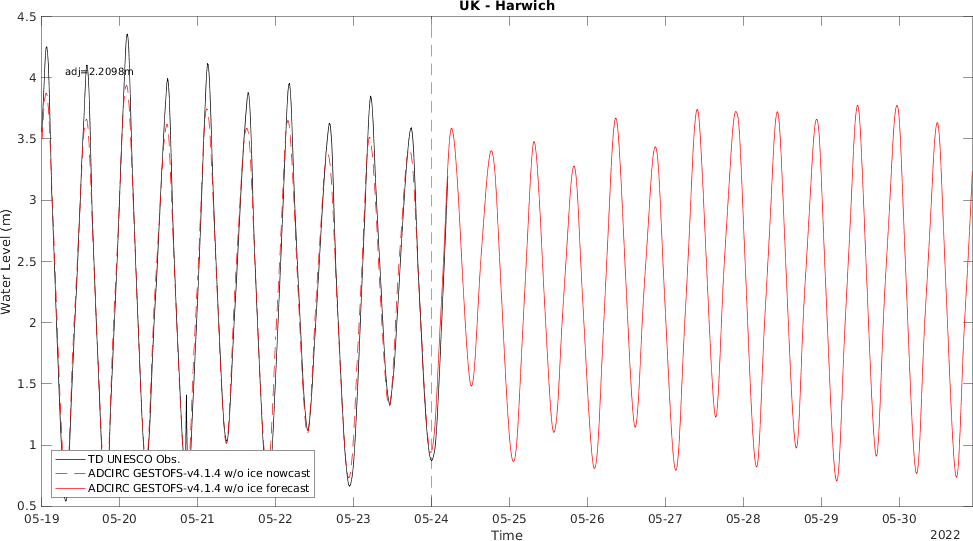 UK - Harwich
adj=2.2098m
4.5
4
3.5
3
2.5
2
1.5
1
0.5
Water Level (m)
TD UNESCO Obs.
ADCIRC GESTOFS-v4.1.4 w/o ice nowcast
ADCIRC GESTOFS-v4.1.4 w/o ice forecast
05-19 05-20 05-21 05-22 05-23 05-24 05-25 05-26 05-27 05-28 05-29 05-30
Time
2022